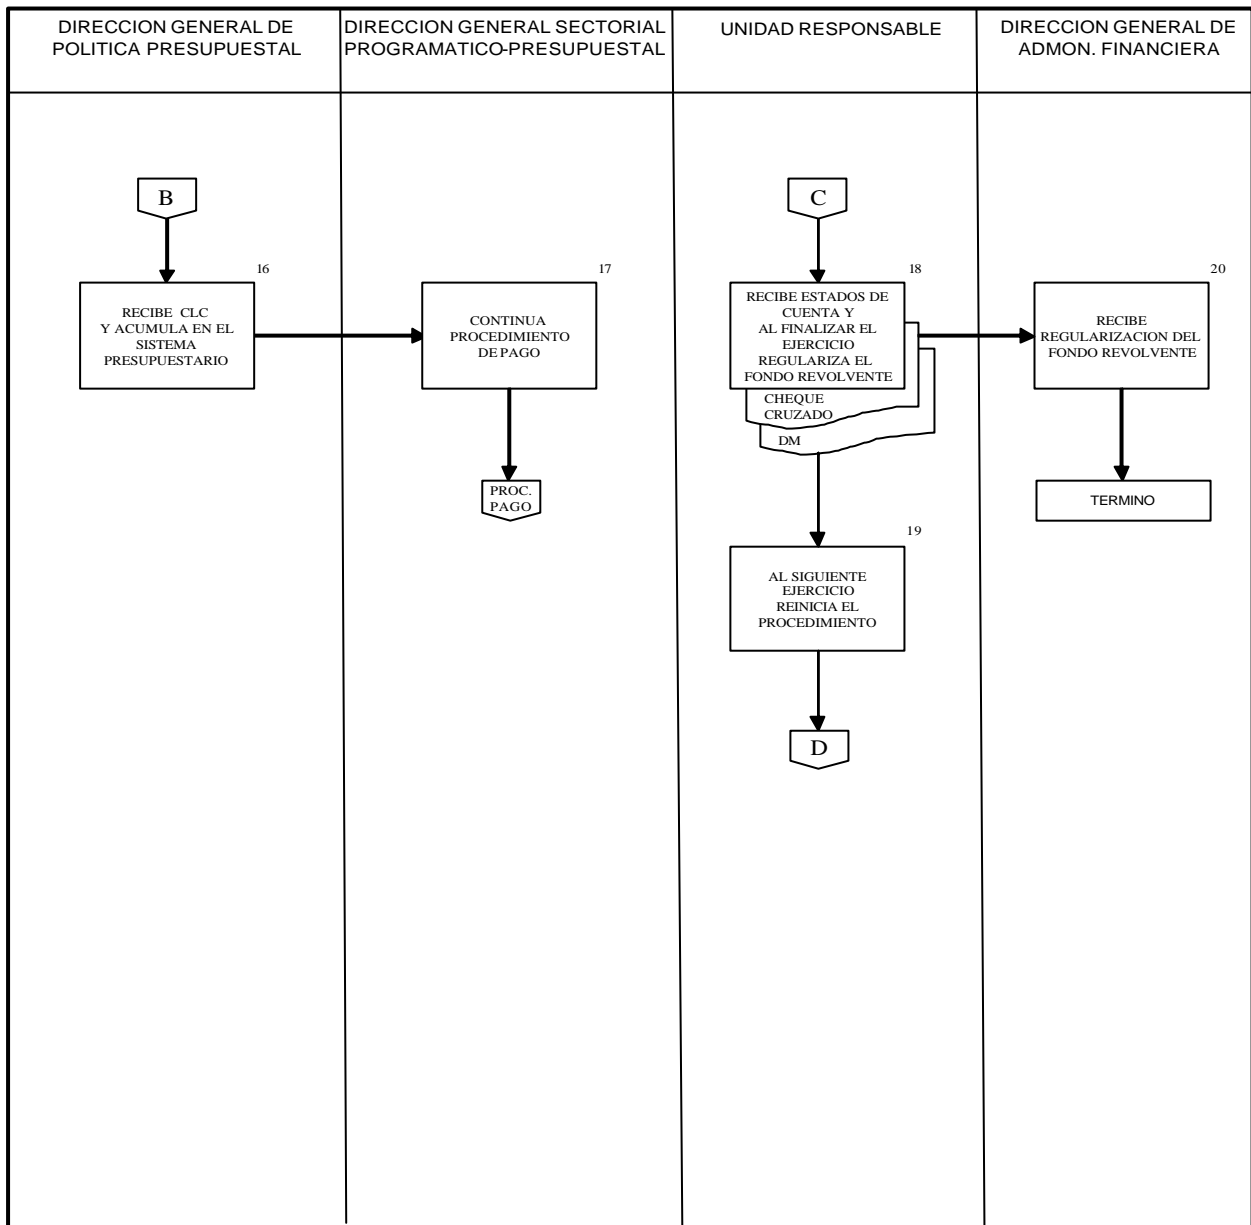 DIRECCION GENERAL DE
POLITICA PRESUPUESTAL
DIRECCION GENERAL SECTORIAL
PROGRAMATICO-PRESUPUESTAL
UNIDAD RESPONSABLE
DIRECCION GENERAL DE
ADMON. FINANCIERA
B
16
RECIBE CLC
Y ACUMULA EN EL
SISTEMA
PRESUPUESTARIO
17
CONTINUA
PROCEDIMIENTO
DE PAGO
PROC.
PAGO
C
18
RECIBE ESTADOS DE
CUENTA Y
AL FINALIZAR EL
EJERCICIO
REGULARIZA EL
FONDO REVOLVENTE
CHEQUE
CRUZADO
DM
19
AL SIGUIENTE
EJERCICIO
REINICIA EL
PROCEDIMIENTO
D
20
RECIBE
REGULARIZACION DEL
FONDO REVOLVENTE
TERMINO